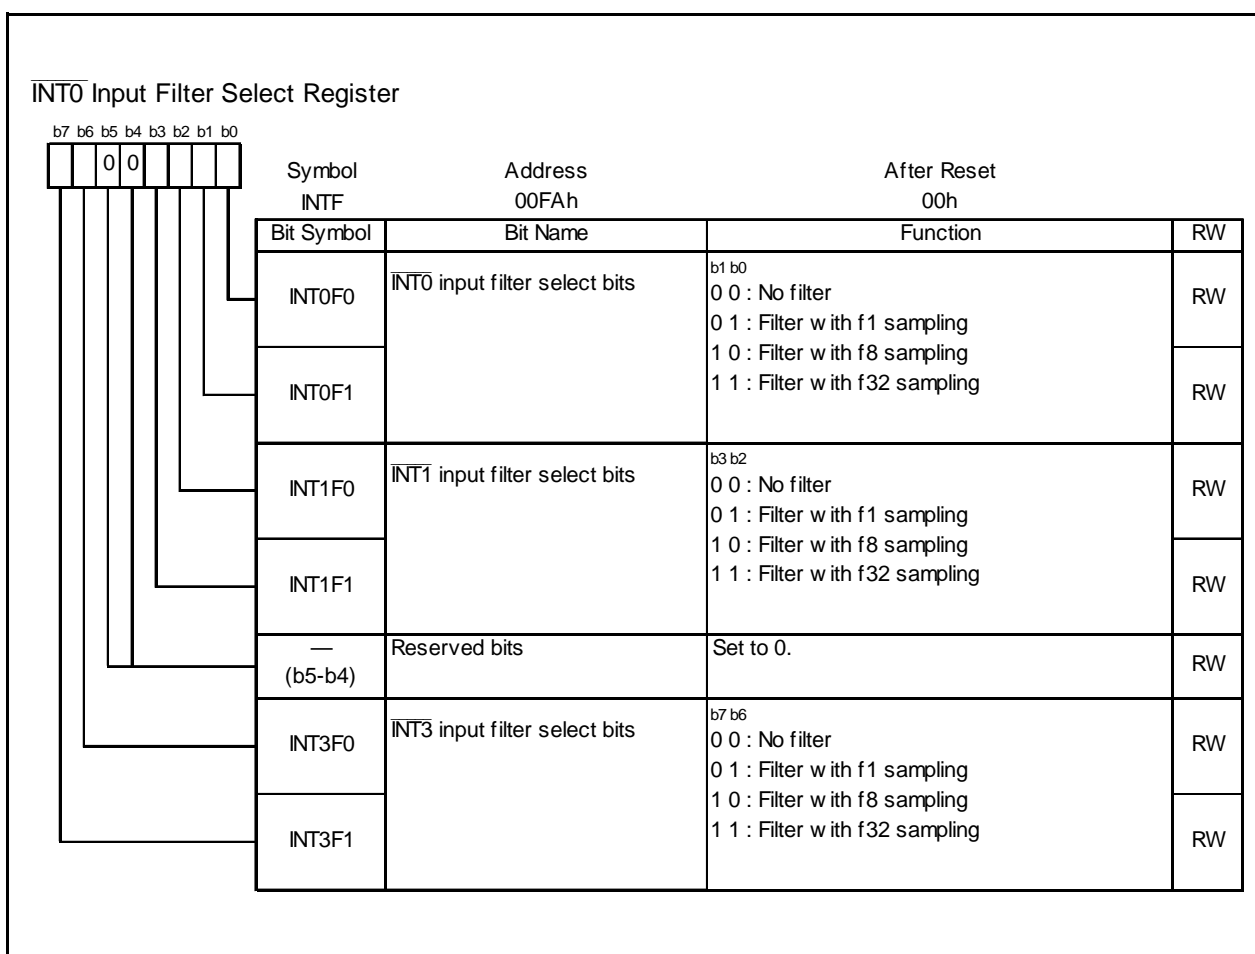 INT0 Input Filter Select Register
b7 b6 b5 b4 b3 b2 b1 b0
0 0
Symbol Address After Reset
INTF 00FAh 00h
Bit Symbol Bit Name Function RW
INT0F0 INT0 input filter select bits b1 b0
0 0 : No filter RW
0 1 : Filter with f1 sampling
1 0 : Filter with f8 sampling
INT0F1 1 1 : Filter with f32 sampling RW
INT1F0 INT1 input filter select bits b3 b2
0 0 : No filter RW
0 1 : Filter with f1 sampling
1 0 : Filter with f8 sampling
INT1F1 1 1 : Filter with f32 sampling RW
— Reserved bits Set to 0. RW
(b5-b4)
INT3F0 INT3 input filter select bits b7 b6
0 0 : No filter RW
0 1 : Filter with f1 sampling
1 0 : Filter with f8 sampling
INT3F1 1 1 : Filter with f32 sampling RW